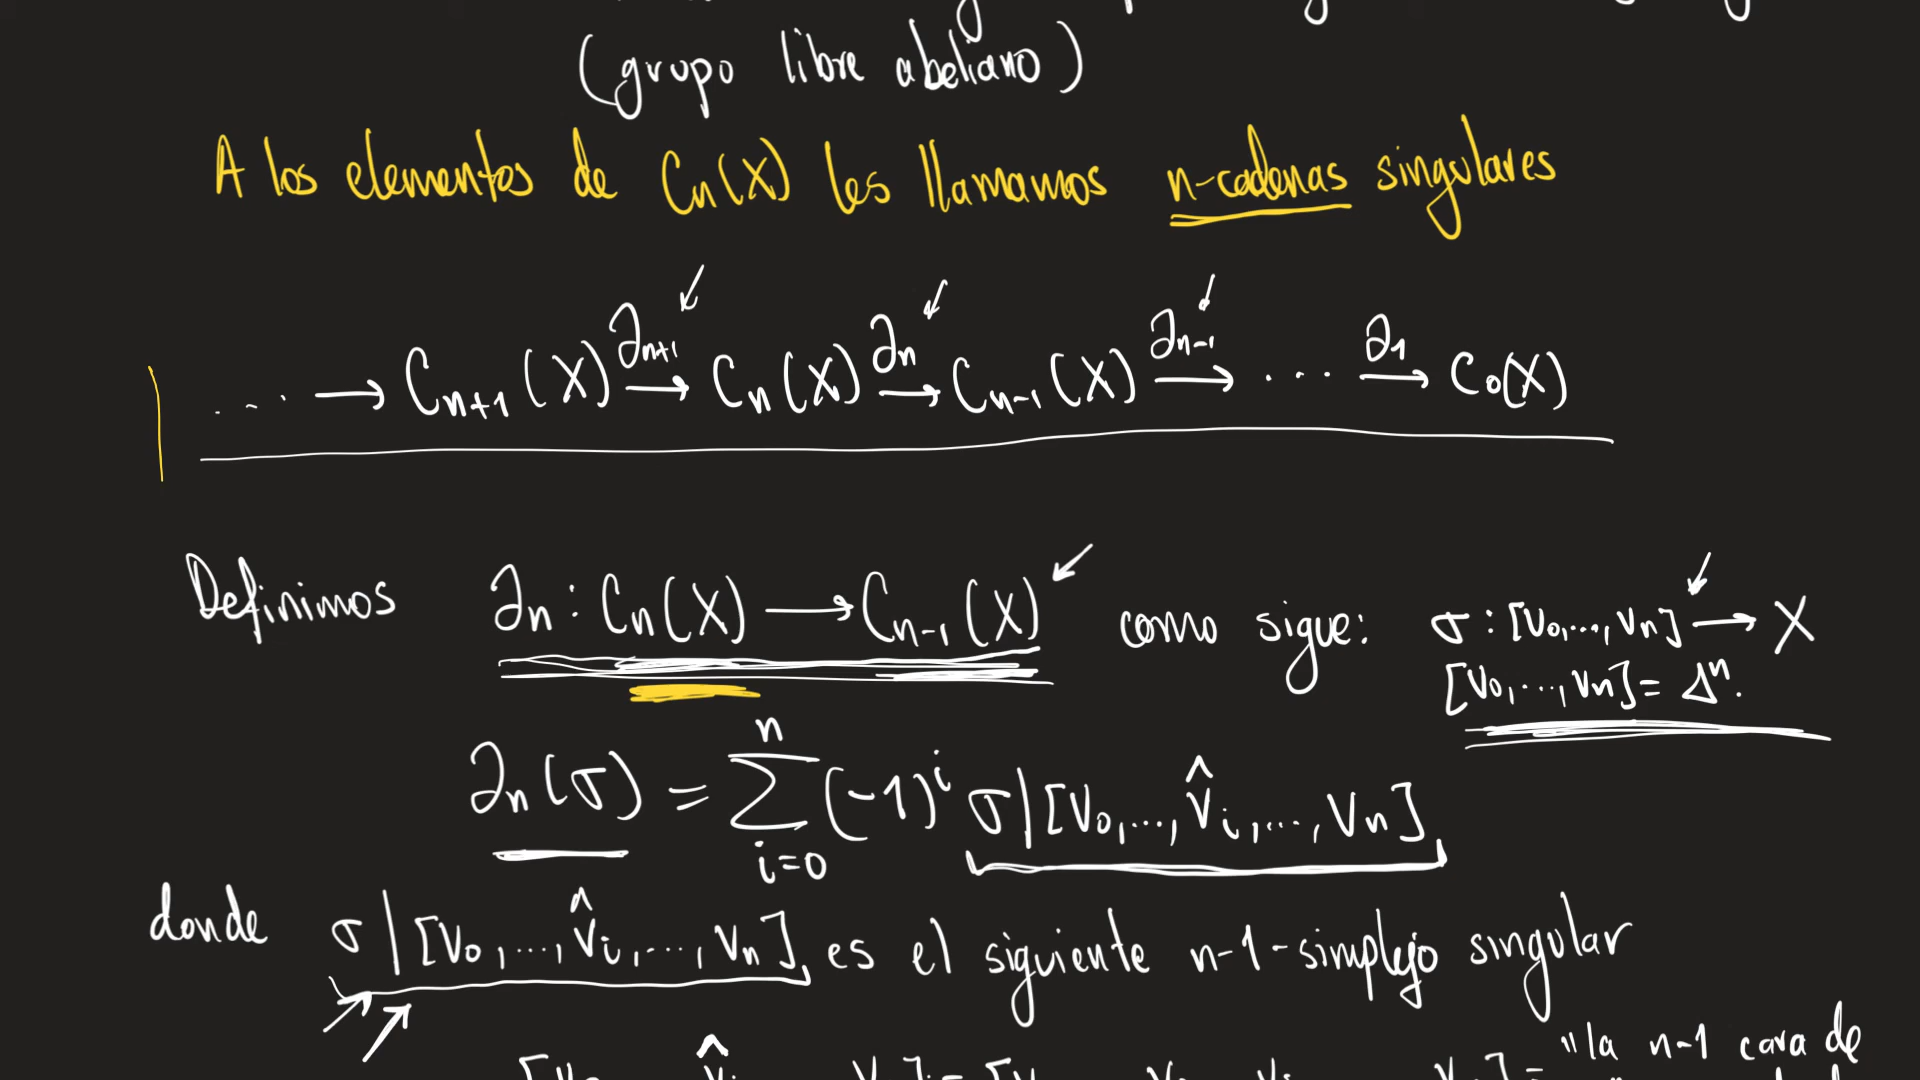 (grupo libre abeliano)
A los elementos de Cn(X) les llamamos n-cadenas singulares
... → Cn+1(X) ∂n+1→ Cn(X) ∂n→ Cn-1(X) ∂n-1→ ... ∂1→ C0(X)
Definimos ∂n : Cn(X) → Cn-1(X) como sigue: σ : [v0,...,vn] → X
[v0,...,vn] = Δⁿ.
∂n(σ) = Σ_{i=0}^{n} (-1)^i σ|[v0,...,v̂i,...,vn]
donde σ|[v0,...,v̂i,...,vn] es el siguiente n-1-simplejo singular
"la n-1 cara de